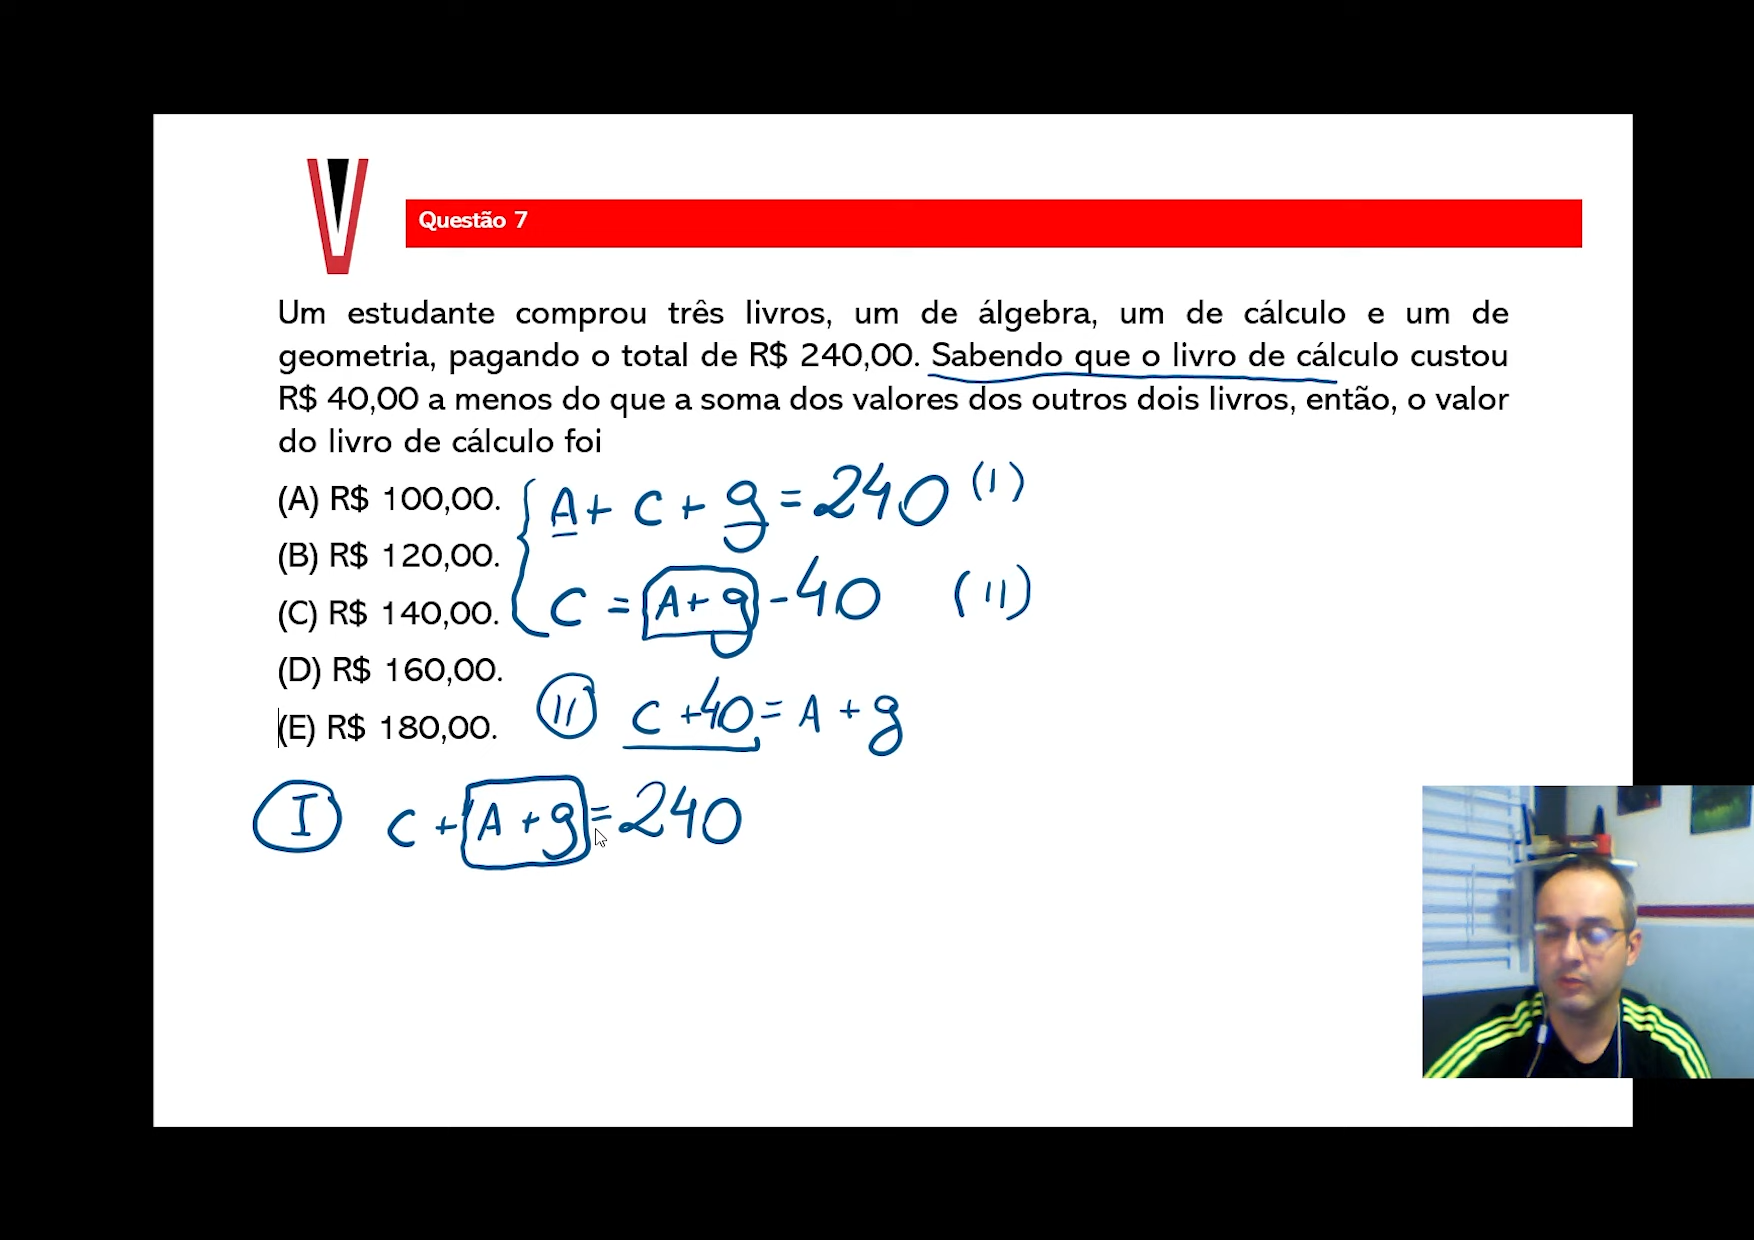 Questão 7
Um estudante comprou três livros, um de álgebra, um de cálculo e um de
geometria, pagando o total de R$ 240,00. Sabendo que o livro de cálculo custou
R$ 40,00 a menos do que a soma dos valores dos outros dois livros, então, o valor
do livro de cálculo foi
(A) R$ 100,00.
A + C + g = 240 (I)
(B) R$ 120,00.
C = A + g - 40 (II)
(C) R$ 140,00.
(D) R$ 160,00.
(E) R$ 180,00.
II C + 40 = A + g
I C + A + g = 240